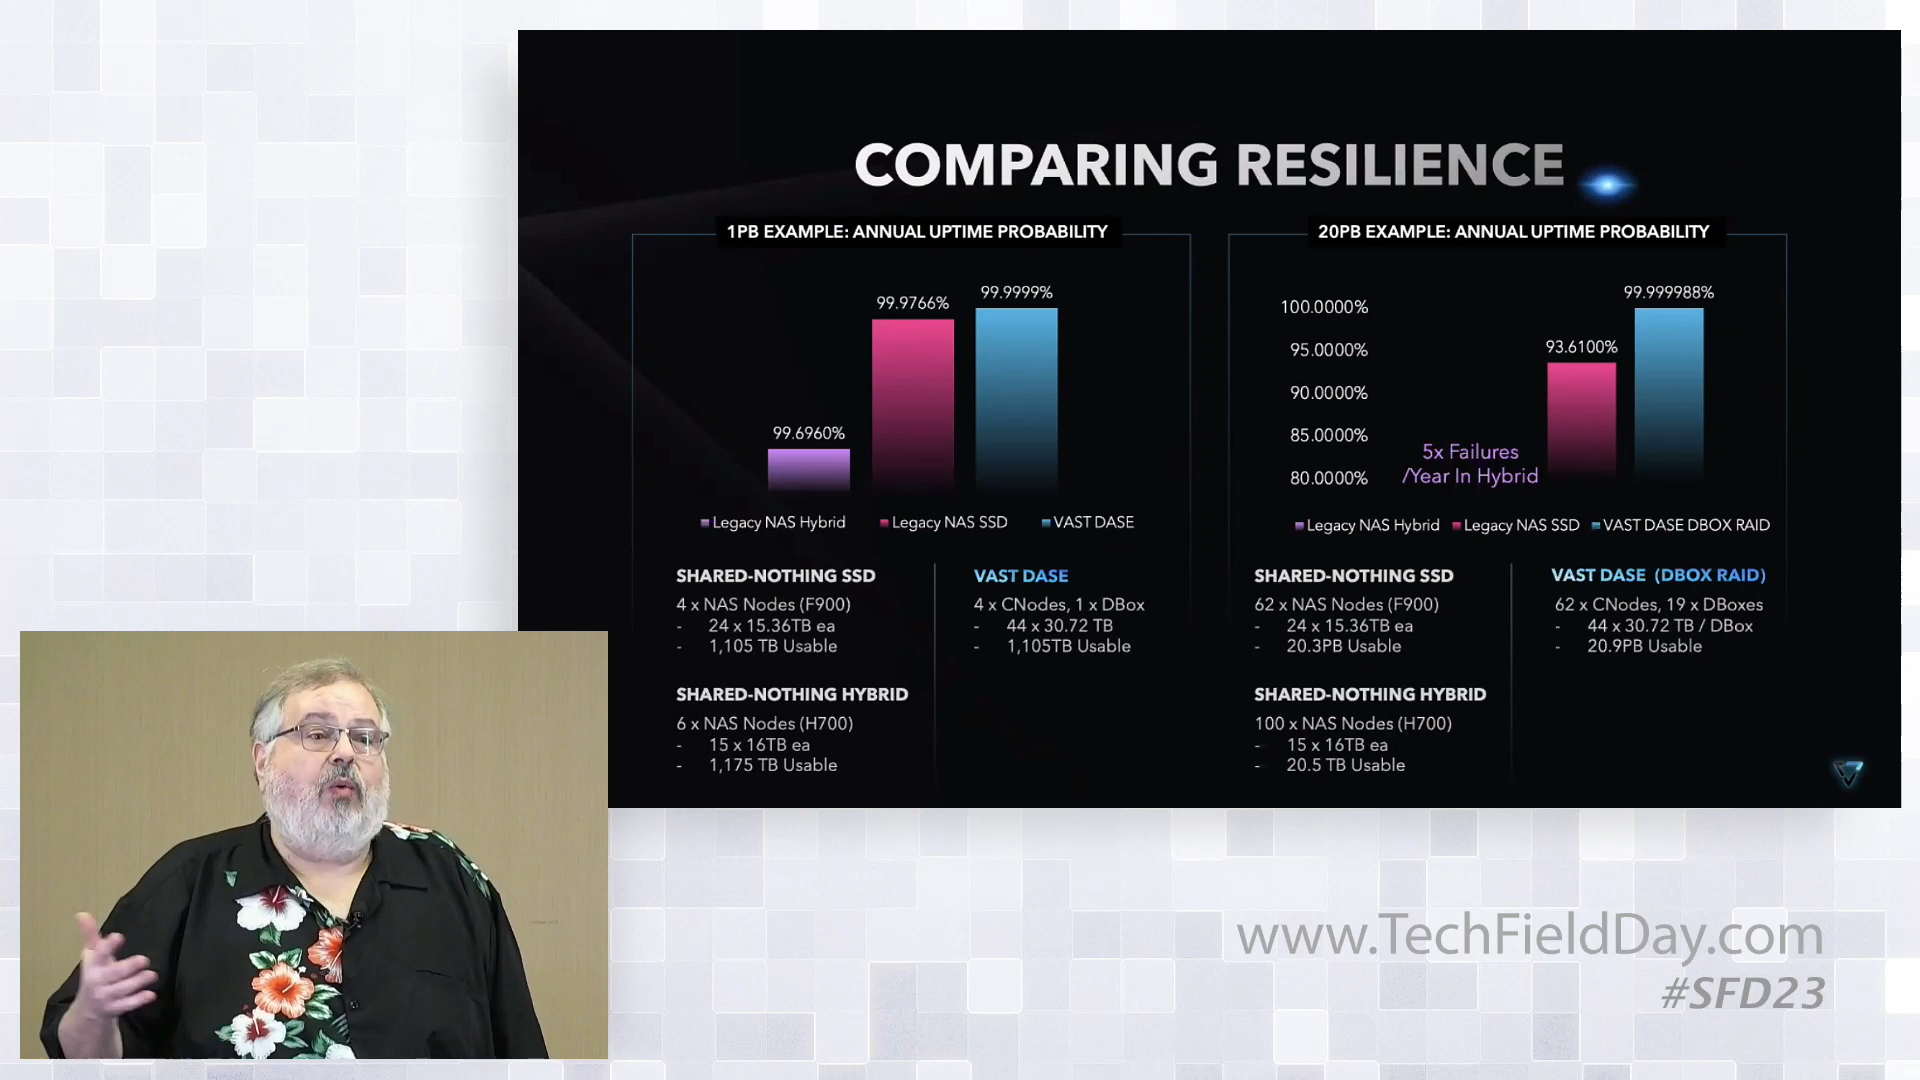 COMPARING RESILIENCE
1PB EXAMPLE: ANNUAL UPTIME PROBABILITY
99.6960%
99.9766%
99.9999%
Legacy NAS Hybrid
Legacy NAS SSD
VAST DASE
SHARED-NOTHING SSD
4 x NAS Nodes (F900)
- 24 x 15.36TB ea
- 1,105 TB Usable
SHARED-NOTHING HYBRID
6 x NAS Nodes (H700)
- 15 x 16TB ea
- 1,175 TB Usable
VAST DASE
4 x CNodes, 1 x DBox
- 44 x 30.72 TB
- 1,105TB Usable
20PB EXAMPLE: ANNUAL UPTIME PROBABILITY
100.0000%
95.0000%
90.0000%
85.0000%
80.0000%
5x Failures
/Year In Hybrid
93.6100%
99.999988%
Legacy NAS Hybrid
Legacy NAS SSD
VAST DASE DBOX RAID
SHARED-NOTHING SSD
62 x NAS Nodes (F900)
- 24 x 15.36TB ea
- 20.3PB Usable
SHARED-NOTHING HYBRID
100 x NAS Nodes (H700)
- 15 x 16TB ea
- 20.5 TB Usable
VAST DASE (DBOX RAID)
62 x CNodes, 19 x DBoxes
- 44 x 30.72 TB / DBox
- 20.9PB Usable
www.TechFieldDay.com
#SFD23